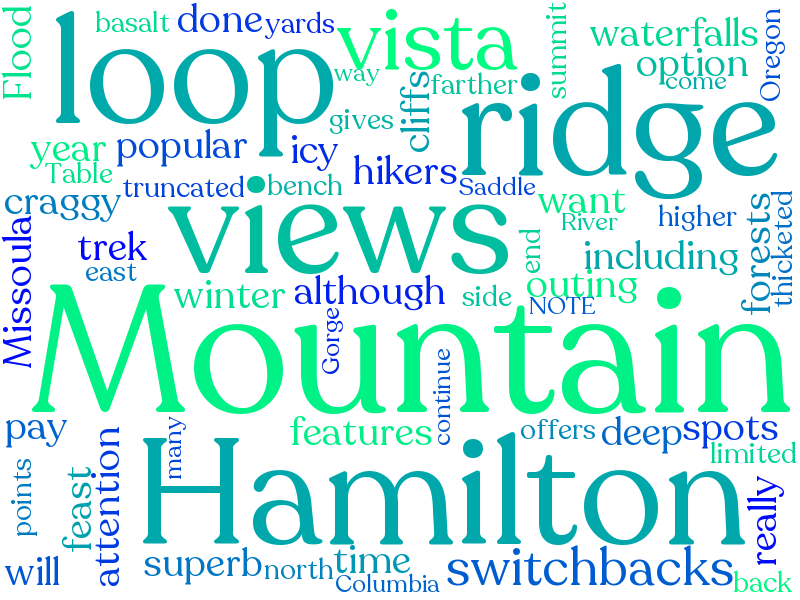 Flood
basalt
done
yards
loop
vista
way
gives
cliffs
farther
summit
waterfalls
option
come
Oregon
ridge
year
Table
popular
icy
truncated
bench
hikers
Saddle
craggy
views
want
River
higher
forests
thicketed
Missoula
trek
east
end
including
winter
although
side
outing
NOTE
Gorge
Mountain
continue
pay
features
offers
deep
spots
limited
many
attention
points
feast
Hamilton
really
will
superb
north
time
Columbia
switchbacks
back